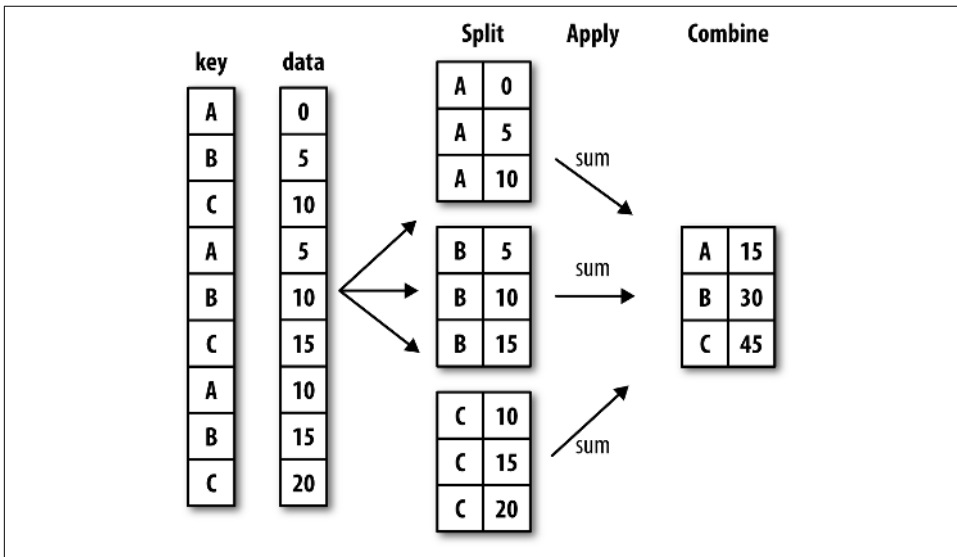 Split Apply Combine
key data
A 0
B 5
C 10
A 5
B 10
C 15
A 10
B 15
C 20
A 0
A 5
A 10
B 5
B 10
B 15
C 10
C 15
C 20
sum
sum
sum
A 15
B 30
C 45